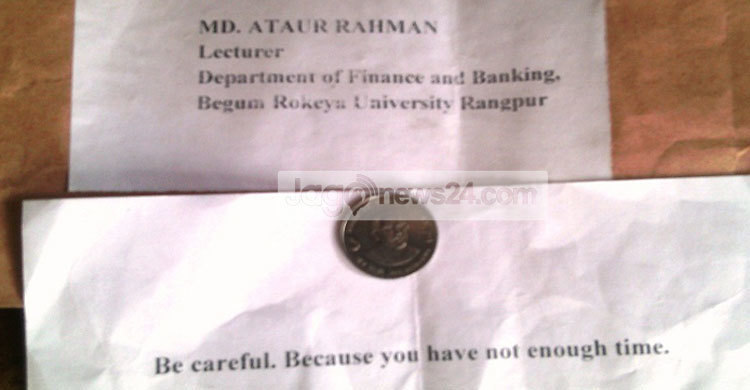 MD. ATAUR RAHMAN
Lecturer
Department of Finance and Banking,
Begum Rokeya University Rangpur
Jagonews24.com
Be careful. Because you have not enough time.